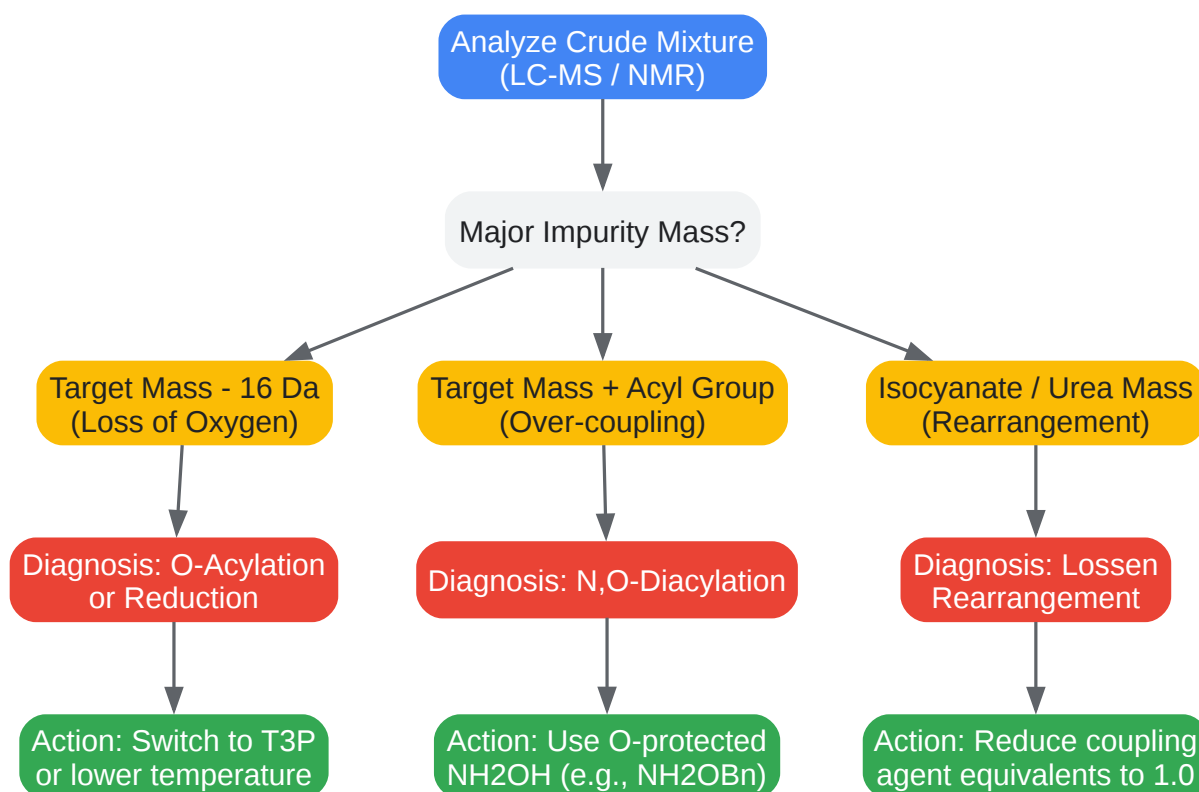 Analyze Crude Mixture
(LC-MS / NMR)
Major Impurity Mass?
Target Mass - 16 Da
(Loss of Oxygen)
Target Mass + Acyl Group
(Over-coupling)
Isocyanate / Urea Mass
(Rearrangement)
Diagnosis: O-Acylation
or Reduction
Diagnosis: N,O-Diacylation
Diagnosis: Lossen
Rearrangement
Action: Switch to T3P
or lower temperature
Action: Use O-protected
NH2OH (e.g., NH2OBn)
Action: Reduce coupling
agent equivalents to 1.0